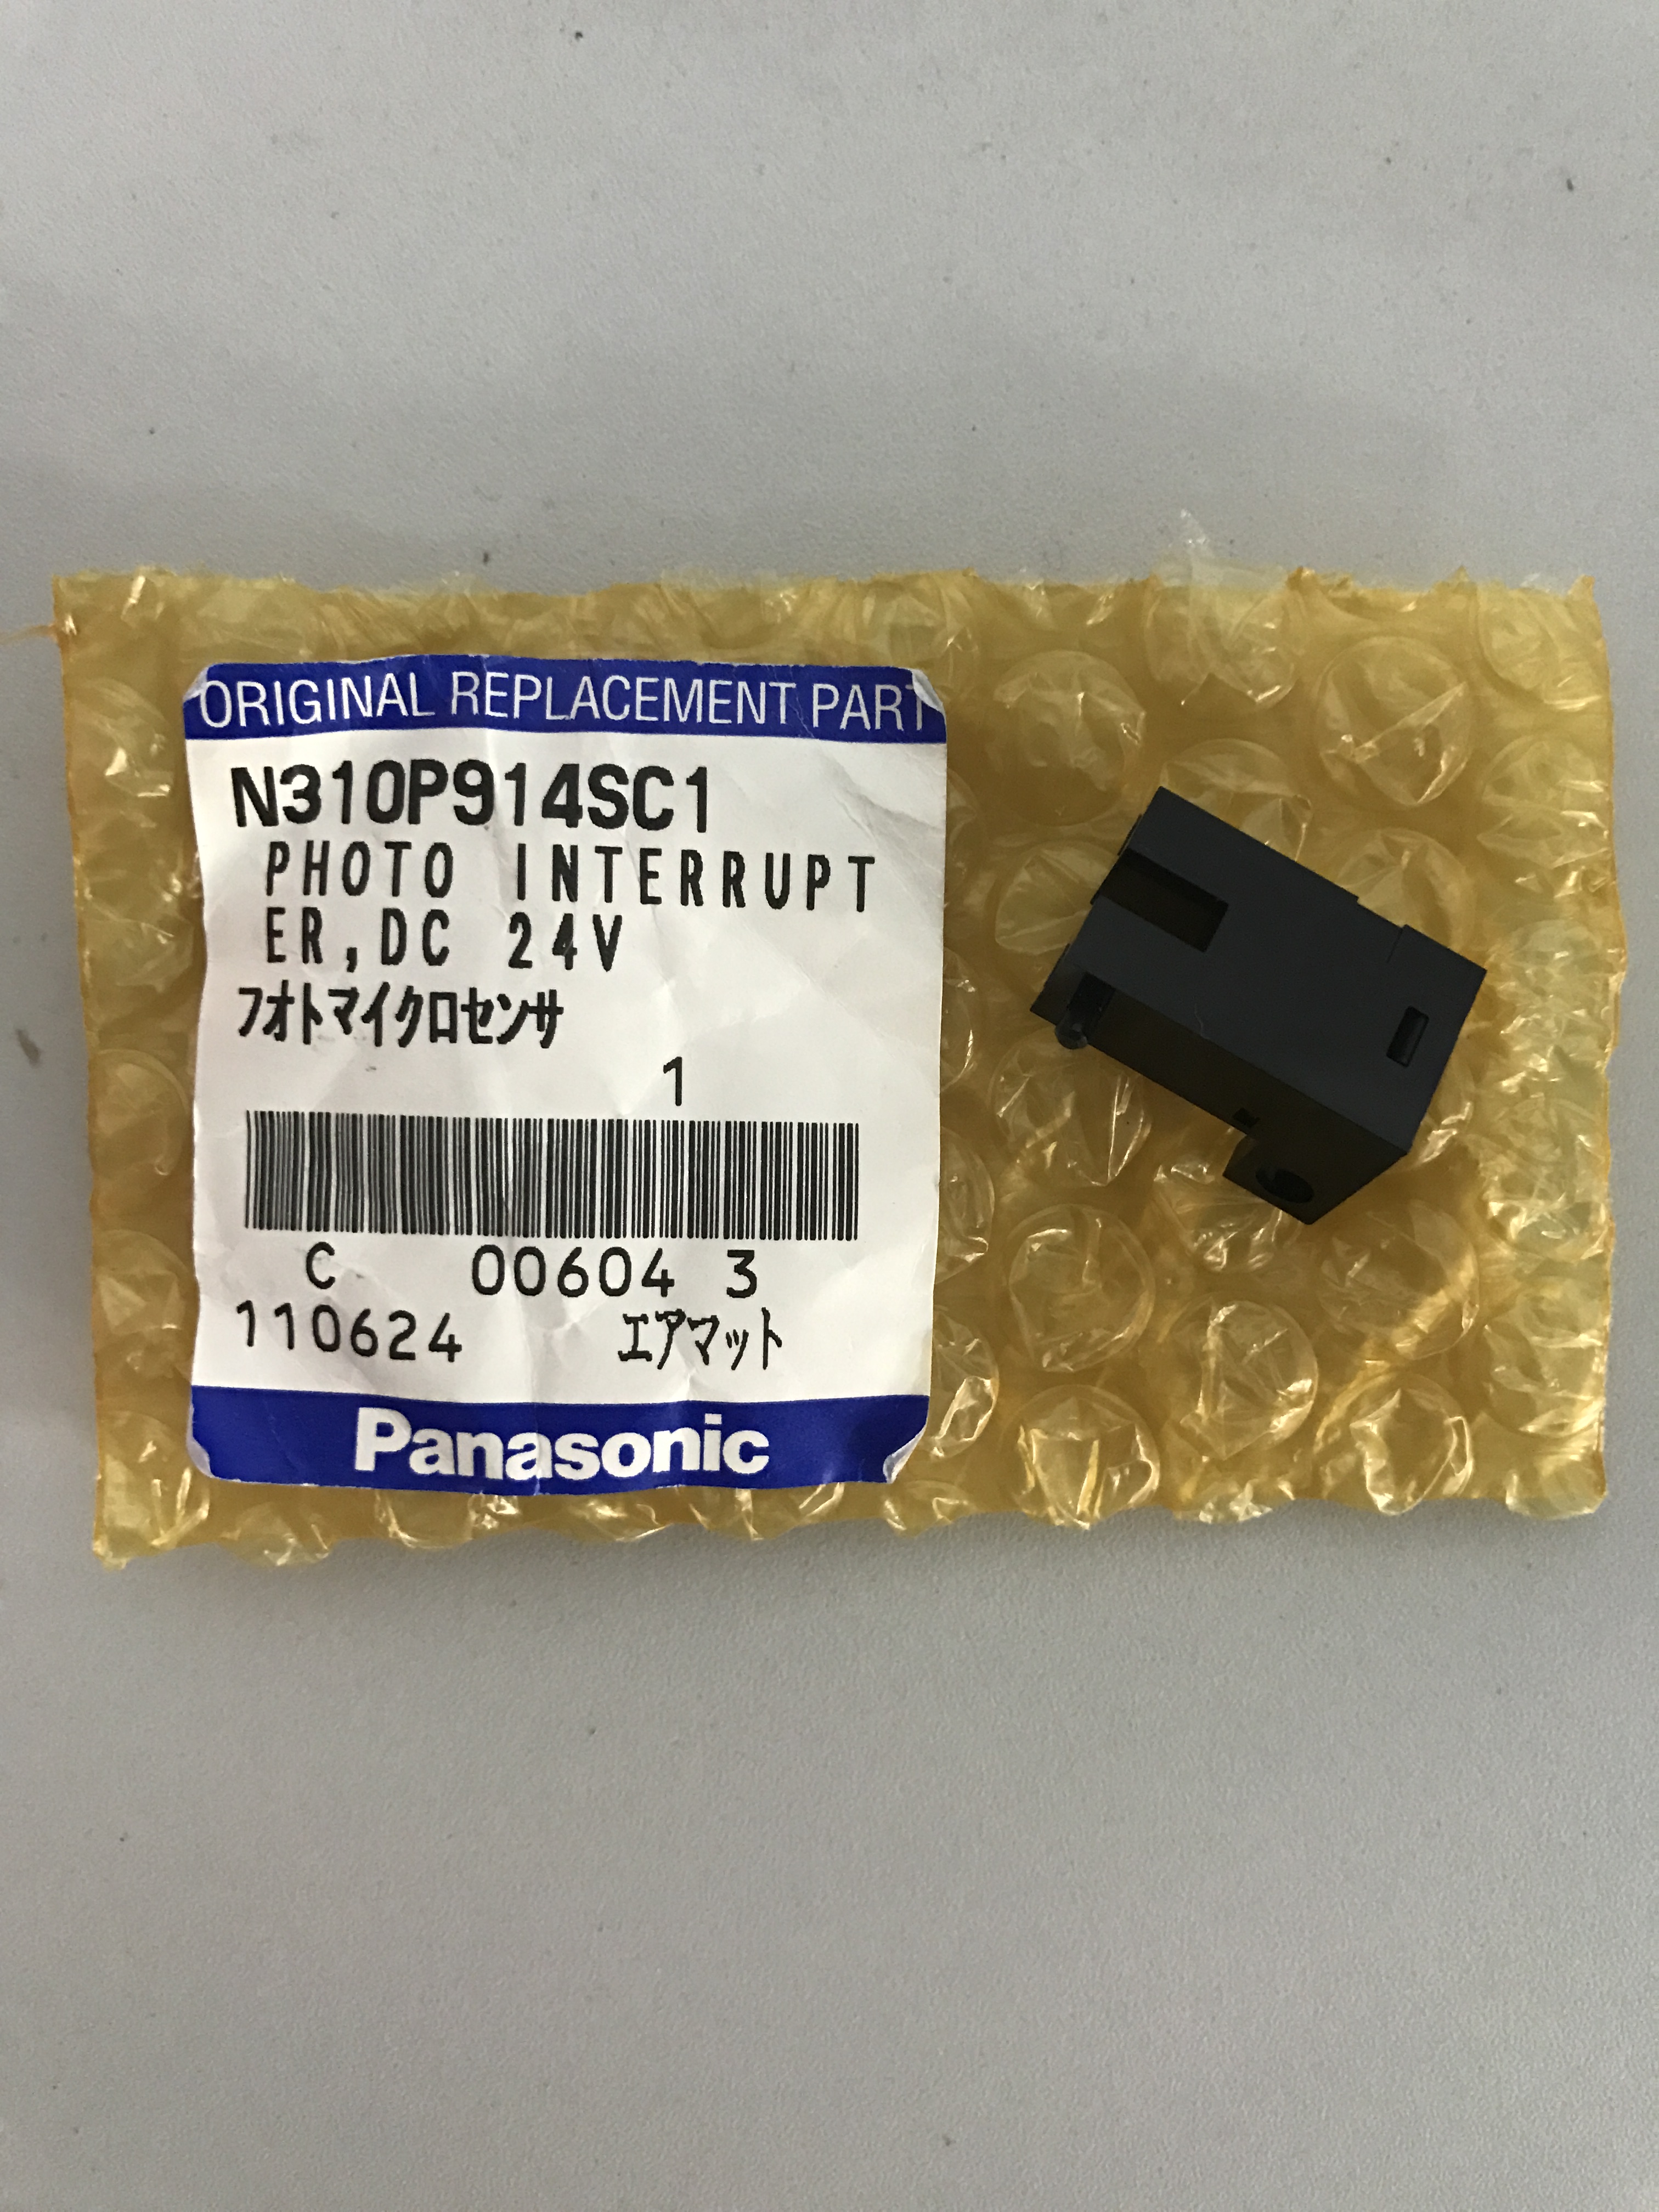 ORIGINAL REPLACEMENT PART
N310P914SC1
PHOTO INTERRUPT
ER,DC 24V
フオトマイクロセンサ
1
C 00604 3
110624 エアマット
Panasonic